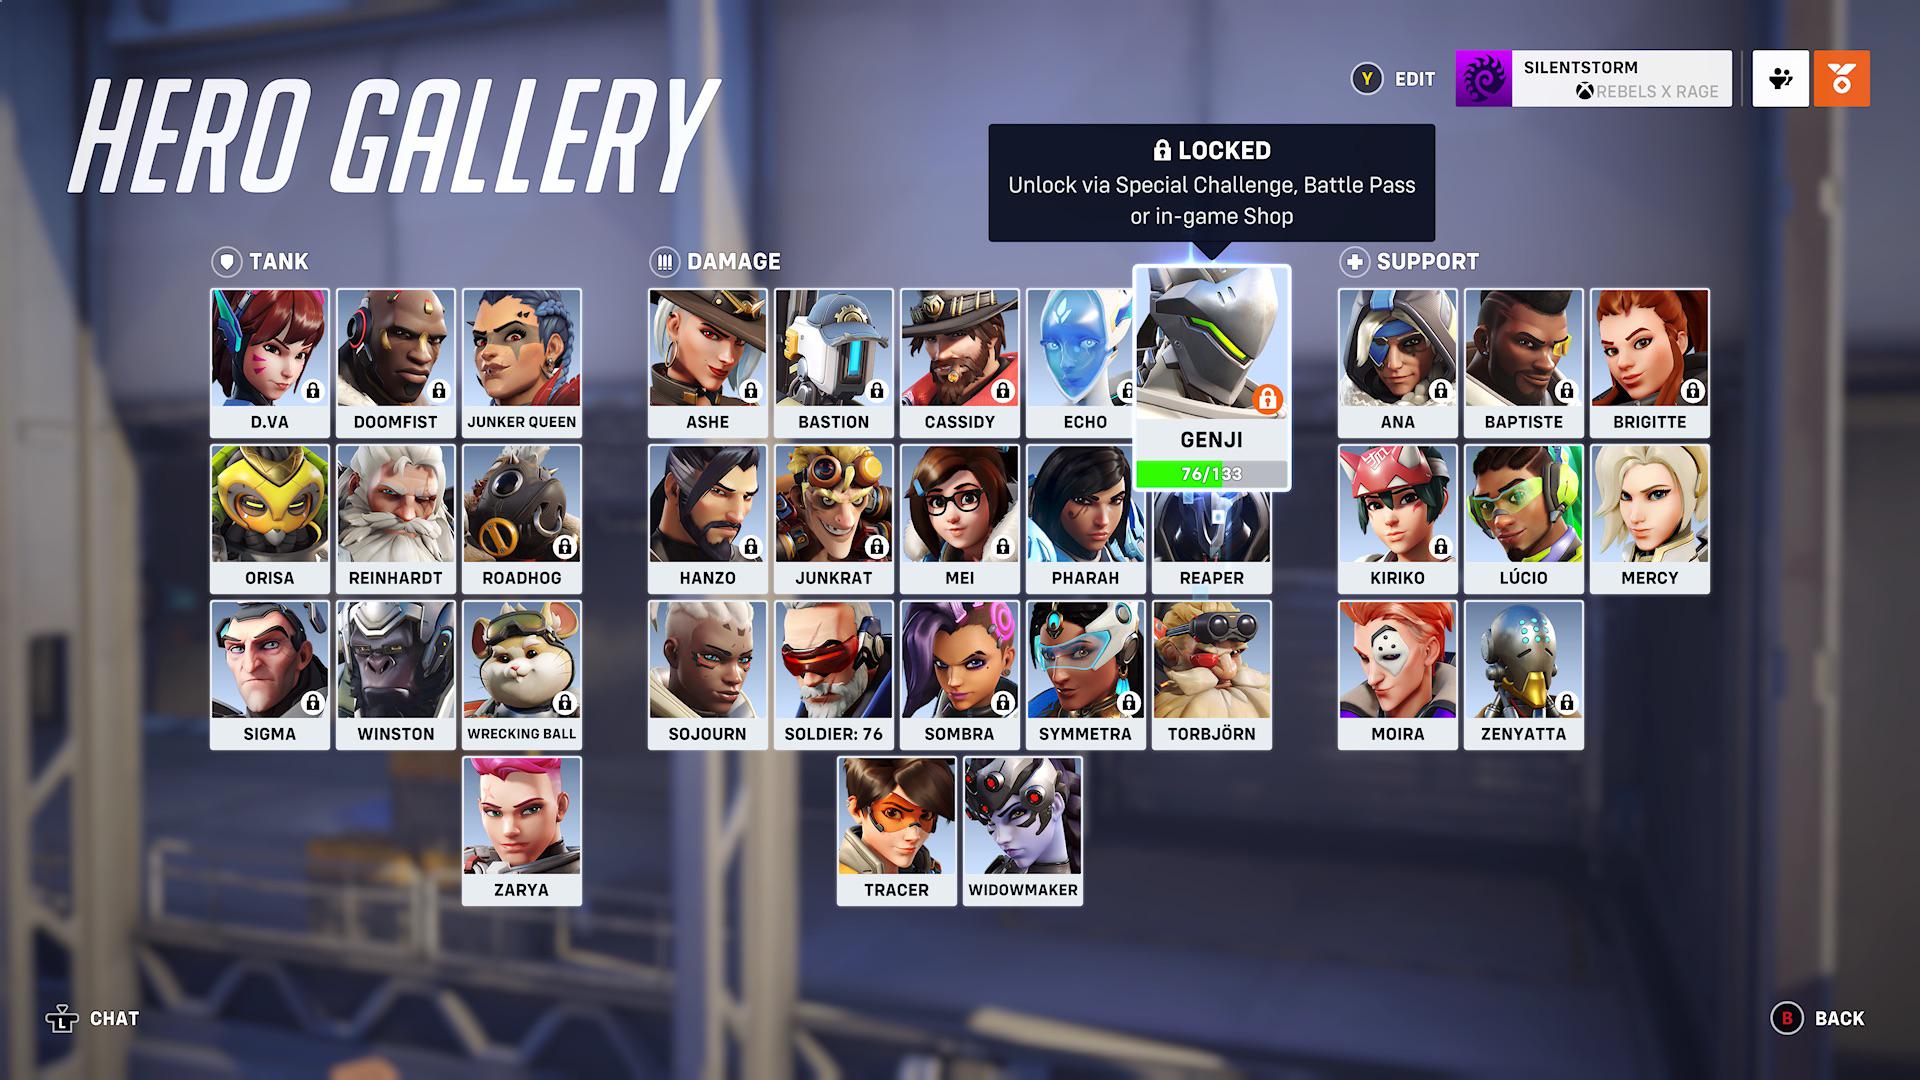 HERO GALLERY
Y EDIT
SILENTSTORM
REBELS X RAGE
LOCKED
Unlock via Special Challenge, Battle Pass
or in-game Shop
TANK
DAMAGE
SUPPORT
D.VA
DOOMFIST
JUNKER QUEEN
ASHE
BASTION
CASSIDY
ECHO
GENJI
76/133
ANA
BAPTISTE
BRIGITTE
ORISA
REINHARDT
ROADHOG
HANZO
JUNKRAT
MEI
PHARAH
REAPER
KIRIKO
LÚCIO
MERCY
SIGMA
WINSTON
WRECKING BALL
SOJOURN
SOLDIER: 76
SOMBRA
SYMMETRA
TORBJÖRN
MOIRA
ZENYATTA
ZARYA
TRACER
WIDOWMAKER
L CHAT
B BACK